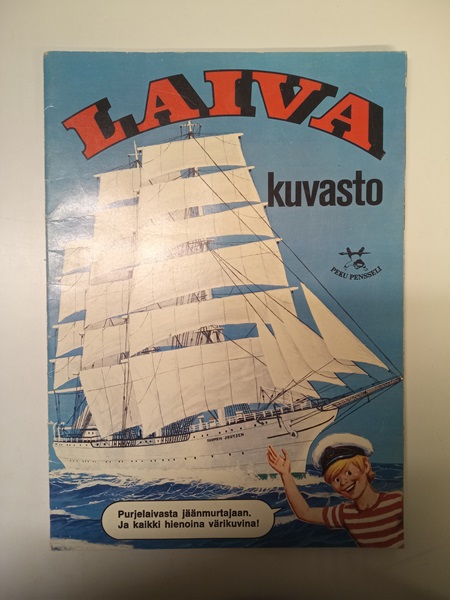 LAIVA
kuvasto
PEKU PENSSELI
SUOMEN JOUTSEN
Purjelaivasta jäänmurtajaan.
Ja kaikki hienoina värikuvina!